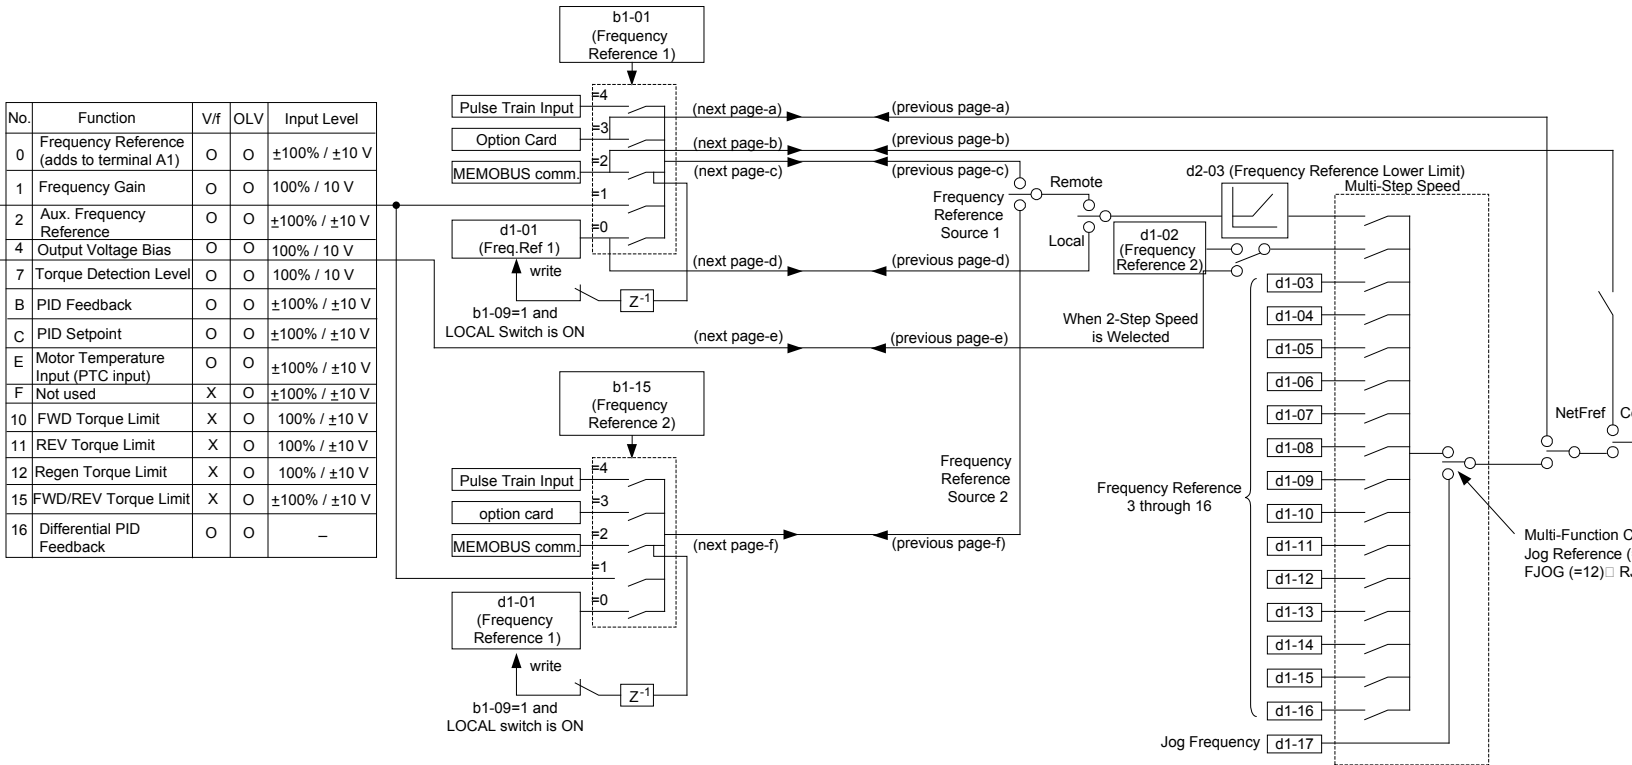 No. Function V/f OLV Input Level
0 Frequency Reference (adds to terminal A1) O O ±100% / ±10 V
1 Frequency Gain O O 100% / 10 V
2 Aux. Frequency Reference O O ±100% / ±10 V
4 Output Voltage Bias O O 100% / 10 V
7 Torque Detection Level O O 100% / 10 V
B PID Feedback O O ±100% / ±10 V
C PID Setpoint O O ±100% / ±10 V
E Motor Temperature Input (PTC input) O O ±100% / ±10 V
F Not used X O ±100% / ±10 V
10 FWD Torque Limit X O 100% / ±10 V
11 REV Torque Limit X O 100% / ±10 V
12 Regen Torque Limit X O 100% / ±10 V
15 FWD/REV Torque Limit X O ±100% / ±10 V
16 Differential PID Feedback O O –
b1-01
(Frequency
Reference 1)
Pulse Train Input
=4
Option Card
=3
MEMOBUS comm.
=2
=1
d1-01
(Freq.Ref 1)
=0
write
Z-1
b1-09=1 and
LOCAL Switch is ON
(next page-a)
(next page-b)
(next page-c)
(next page-d)
(next page-e)
(previous page-a)
(previous page-b)
(previous page-c)
(previous page-d)
(previous page-e)
b1-15
(Frequency
Reference 2)
Pulse Train Input
=4
option card
=3
MEMOBUS comm.
=2
=1
d1-01
(Frequency
Reference 1)
=0
write
Z-1
b1-09=1 and
LOCAL switch is ON
(next page-f)
(previous page-f)
Frequency
Reference
Source 1
Remote
Local
Frequency
Reference
Source 2
d2-03 (Frequency Reference Lower Limit)
Multi-Step Speed
d1-02
(Frequency
Reference 2)
When 2-Step Speed
is Welected
Frequency Reference
3 through 16
d1-03
d1-04
d1-05
d1-06
d1-07
d1-08
d1-09
d1-10
d1-11
d1-12
d1-13
d1-14
d1-15
d1-16
Jog Frequency d1-17
NetFref
Multi-Function C
Jog Reference (
FJOG (=12)□ RJ